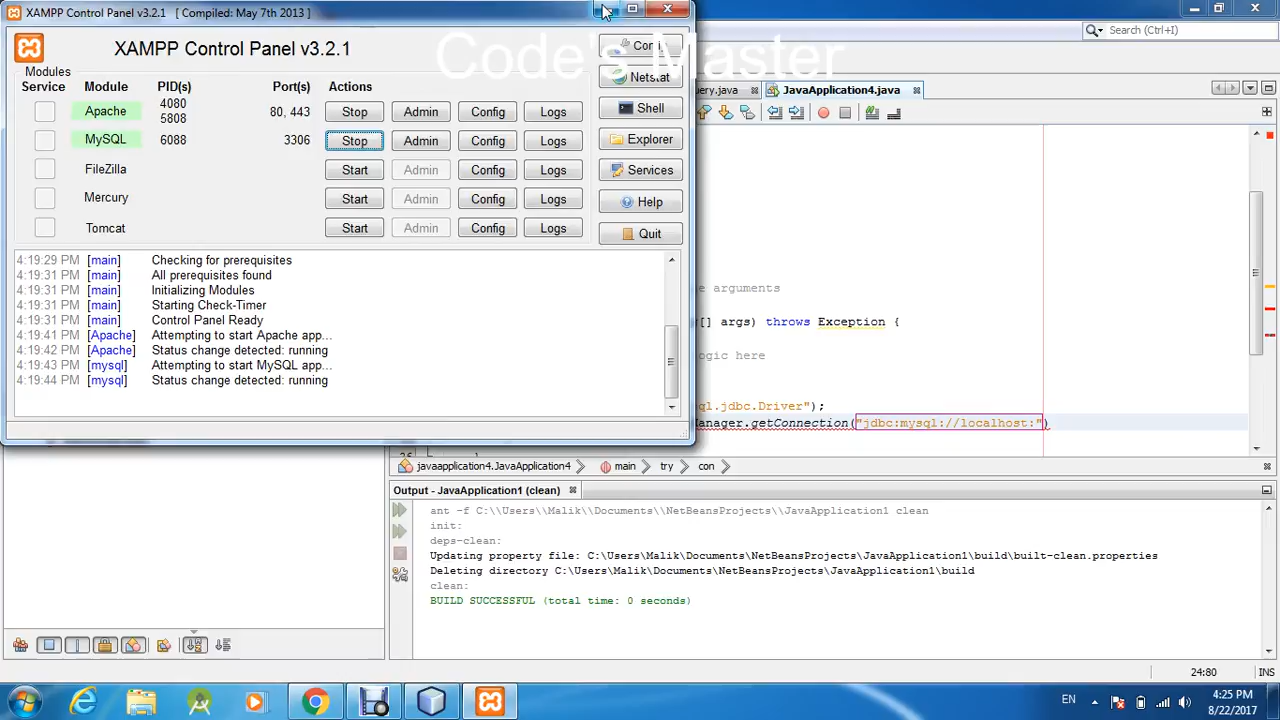 XAMPP Control Panel v3.2.1 [ Compiled: May 7th 2013 ]
Search (Ctrl+I)
XAMPP Control Panel v3.2.1
Code's Master
Config
Modules
Service Module PID(s) Port(s) Actions
Netstat
uery.java JavaApplication4.java
Apache 4080 5808 80, 443 Stop Admin Config Logs
Shell
MySQL 6088 3306 Stop Admin Config Logs
Explorer
FileZilla Start Admin Config Logs
Services
Mercury Start Admin Config Logs
Help
Tomcat Start Admin Config Logs
Quit
4:19:29 PM [main] Checking for prerequisites
4:19:31 PM [main] All prerequisites found
4:19:31 PM [main] Initializing Modules
4:19:31 PM [main] Starting Check-Timer
4:19:31 PM [main] Control Panel Ready
4:19:41 PM [Apache] Attempting to start Apache app...
4:19:42 PM [Apache] Status change detected: running
4:19:43 PM [mysql] Attempting to start MySQL app...
4:19:44 PM [mysql] Status change detected: running
e arguments
[] args) throws Exception {
ogic here
ql.jdbc.Driver");
Manager.getConnection("jdbc:mysql://localhost:")
javaapplication4.JavaApplication4 main try con
Output - JavaApplication1 (clean)
ant -f C:\\Users\\Malik\\Documents\\NetBeansProjects\\JavaApplication1 clean
init:
deps-clean:
Updating property file: C:\Users\Malik\Documents\NetBeansProjects\JavaApplication1\build\built-clean.properties
Deleting directory C:\Users\Malik\Documents\NetBeansProjects\JavaApplication1\build
clean:
BUILD SUCCESSFUL (total time: 0 seconds)
24:80 INS
EN
4:25 PM
8/22/2017